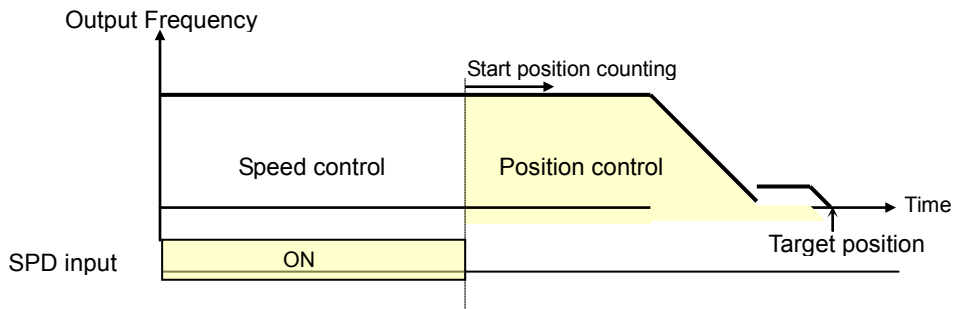 Output Frequency
Start position counting
Speed control
Position control
Time
Target position
SPD input
ON